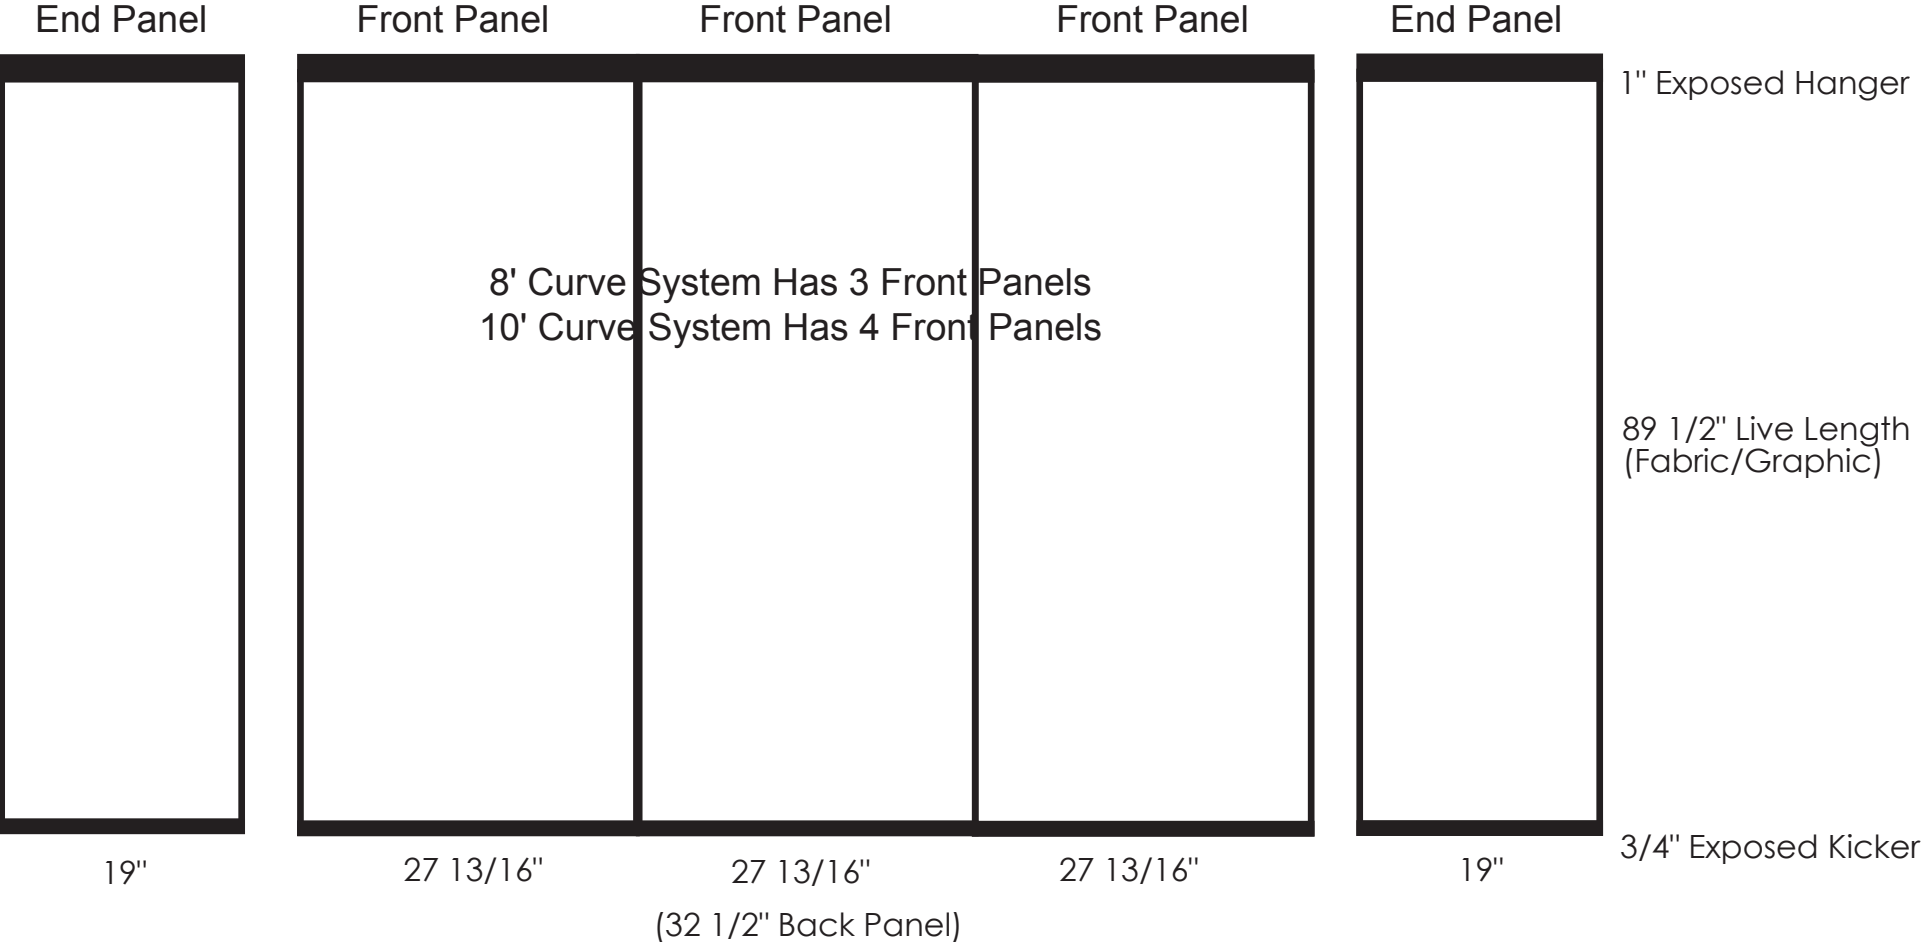 End Panel
Front Panel
Front Panel
Front Panel
End Panel
1" Exposed Hanger
8' Curve System Has 3 Front Panels
10' Curve System Has 4 Front Panels
89 1/2" Live Length
(Fabric/Graphic)
3/4" Exposed Kicker
19"
27 13/16"
27 13/16"
27 13/16"
19"
(32 1/2" Back Panel)